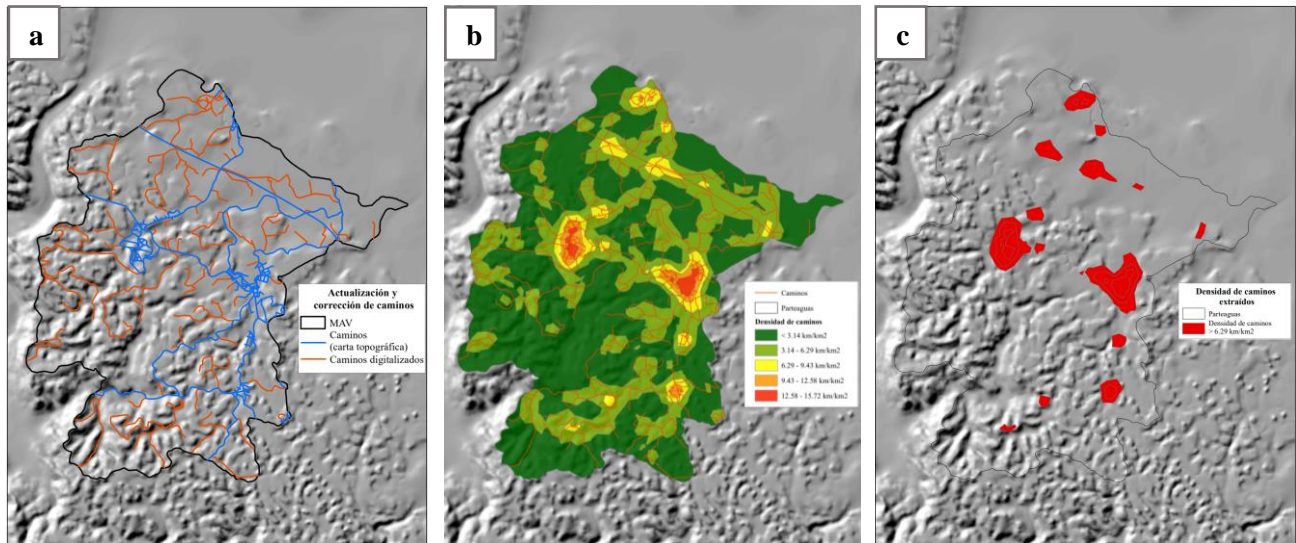 a
Actualización y
corrección de caminos
MAV
Caminos
(carta topográfica)
Caminos digitalizados
b
Caminos
Parteaguas
Densidad de caminos
< 3.14 km/km2
3.14 - 6.29 km/km2
6.29 - 9.43 km/km2
9.43 - 12.58 km/km2
12.58 - 15.72 km/km2
c
Densidad de caminos
extraídos
Parteaguas
Densidad de caminos
> 6.29 km/km2